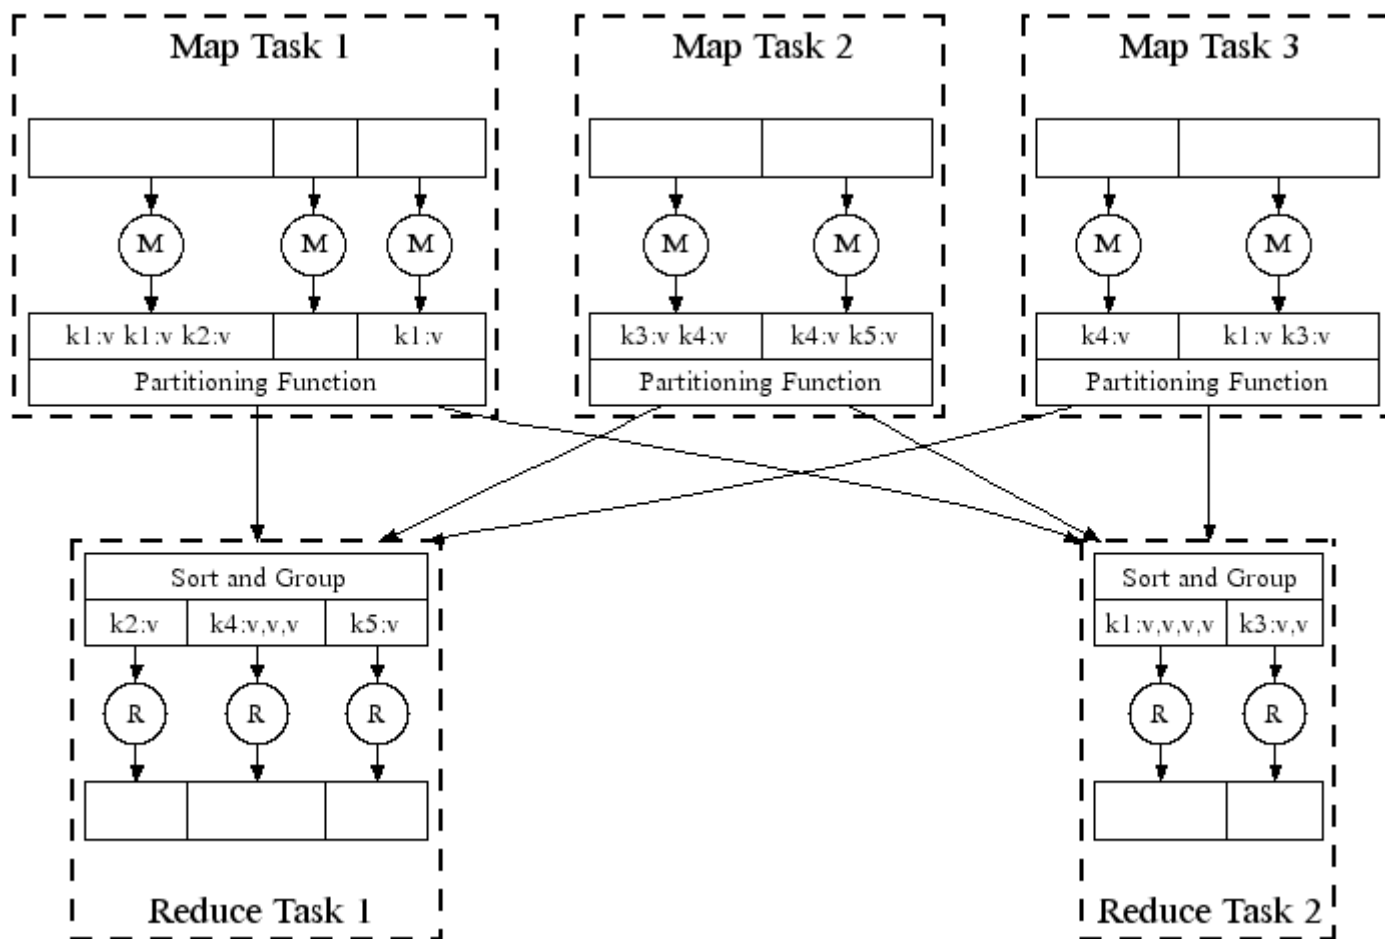 Map Task 1
Map Task 2
Map Task 3
M
M
M
M
M
M
M
k1:v k1:v k2:v
k1:v
k3:v k4:v
k4:v k5:v
k4:v
k1:v k3:v
Partitioning Function
Partitioning Function
Partitioning Function
Sort and Group
Sort and Group
k2:v
k4:v,v,v
k5:v
k1:v,v,v,v
k3:v,v
R
R
R
R
R
Reduce Task 1
Reduce Task 2